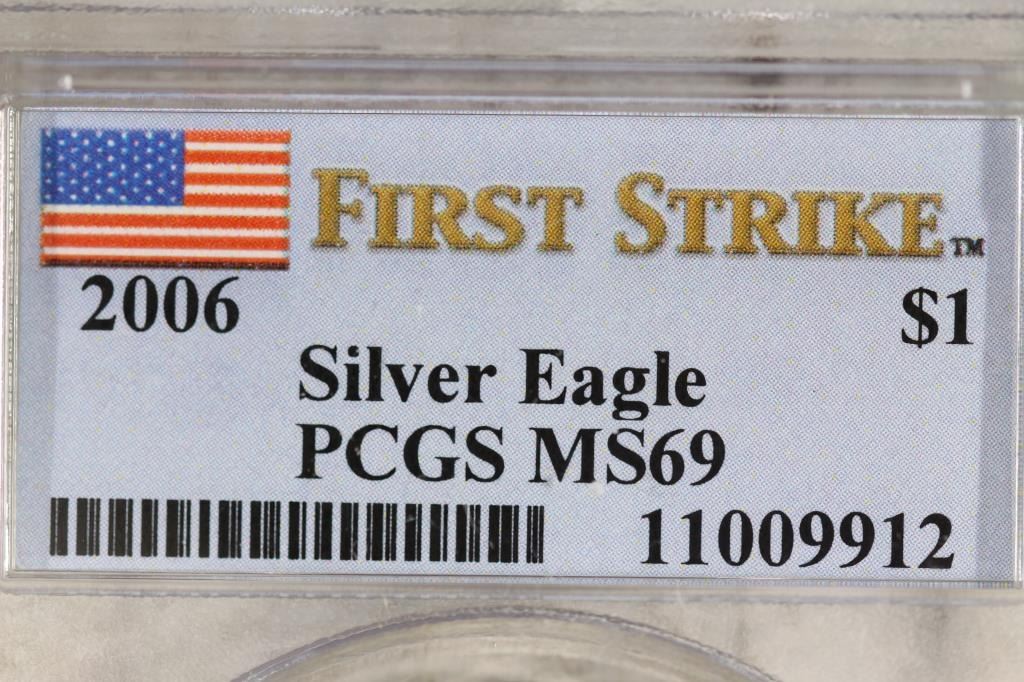 FIRST STRIKE™
2006 $1
Silver Eagle
PCGS MS69
11009912